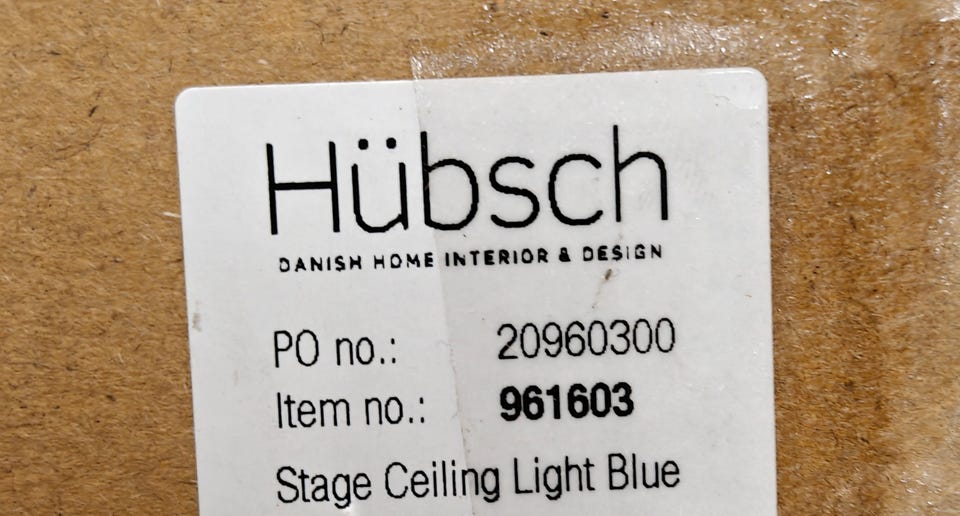 Hübsch
DANISH HOME INTERIOR & DESIGN
PO no.: 20960300
Item no.: 961603
Stage Ceiling Light Blue